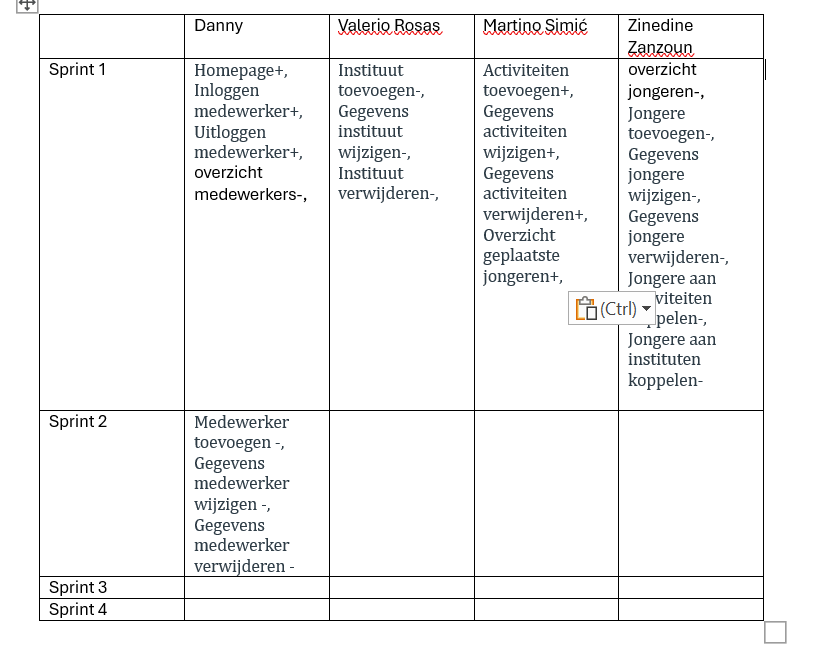 Danny
Valerio Rosas
Martino Simić
Zinedine
Zanzoun
Sprint 1
Homepage+,
Inloggen
medewerker+,
Uitloggen
medewerker+,
overzicht
medewerkers-,
Instituut
toevoegen-,
Gegevens
instituut
wijzigen-,
Instituut
verwijderen-,
Activiteiten
toevoegen+,
Gegevens
activiteiten
wijzigen+,
Gegevens
activiteiten
verwijderen+,
Overzicht
geplaatste
jongeren+,
overzicht
jongeren-,
Jongere
toevoegen-,
Gegevens
jongere
wijzigen-,
Gegevens
jongere
verwijderen-,
Jongere aan
viteiten
ppelen-,
Jongere aan
instituten
koppelen-
(Ctrl)
Sprint 2
Medewerker
toevoegen -,
Gegevens
medewerker
wijzigen -,
Gegevens
medewerker
verwijderen -
Sprint 3
Sprint 4